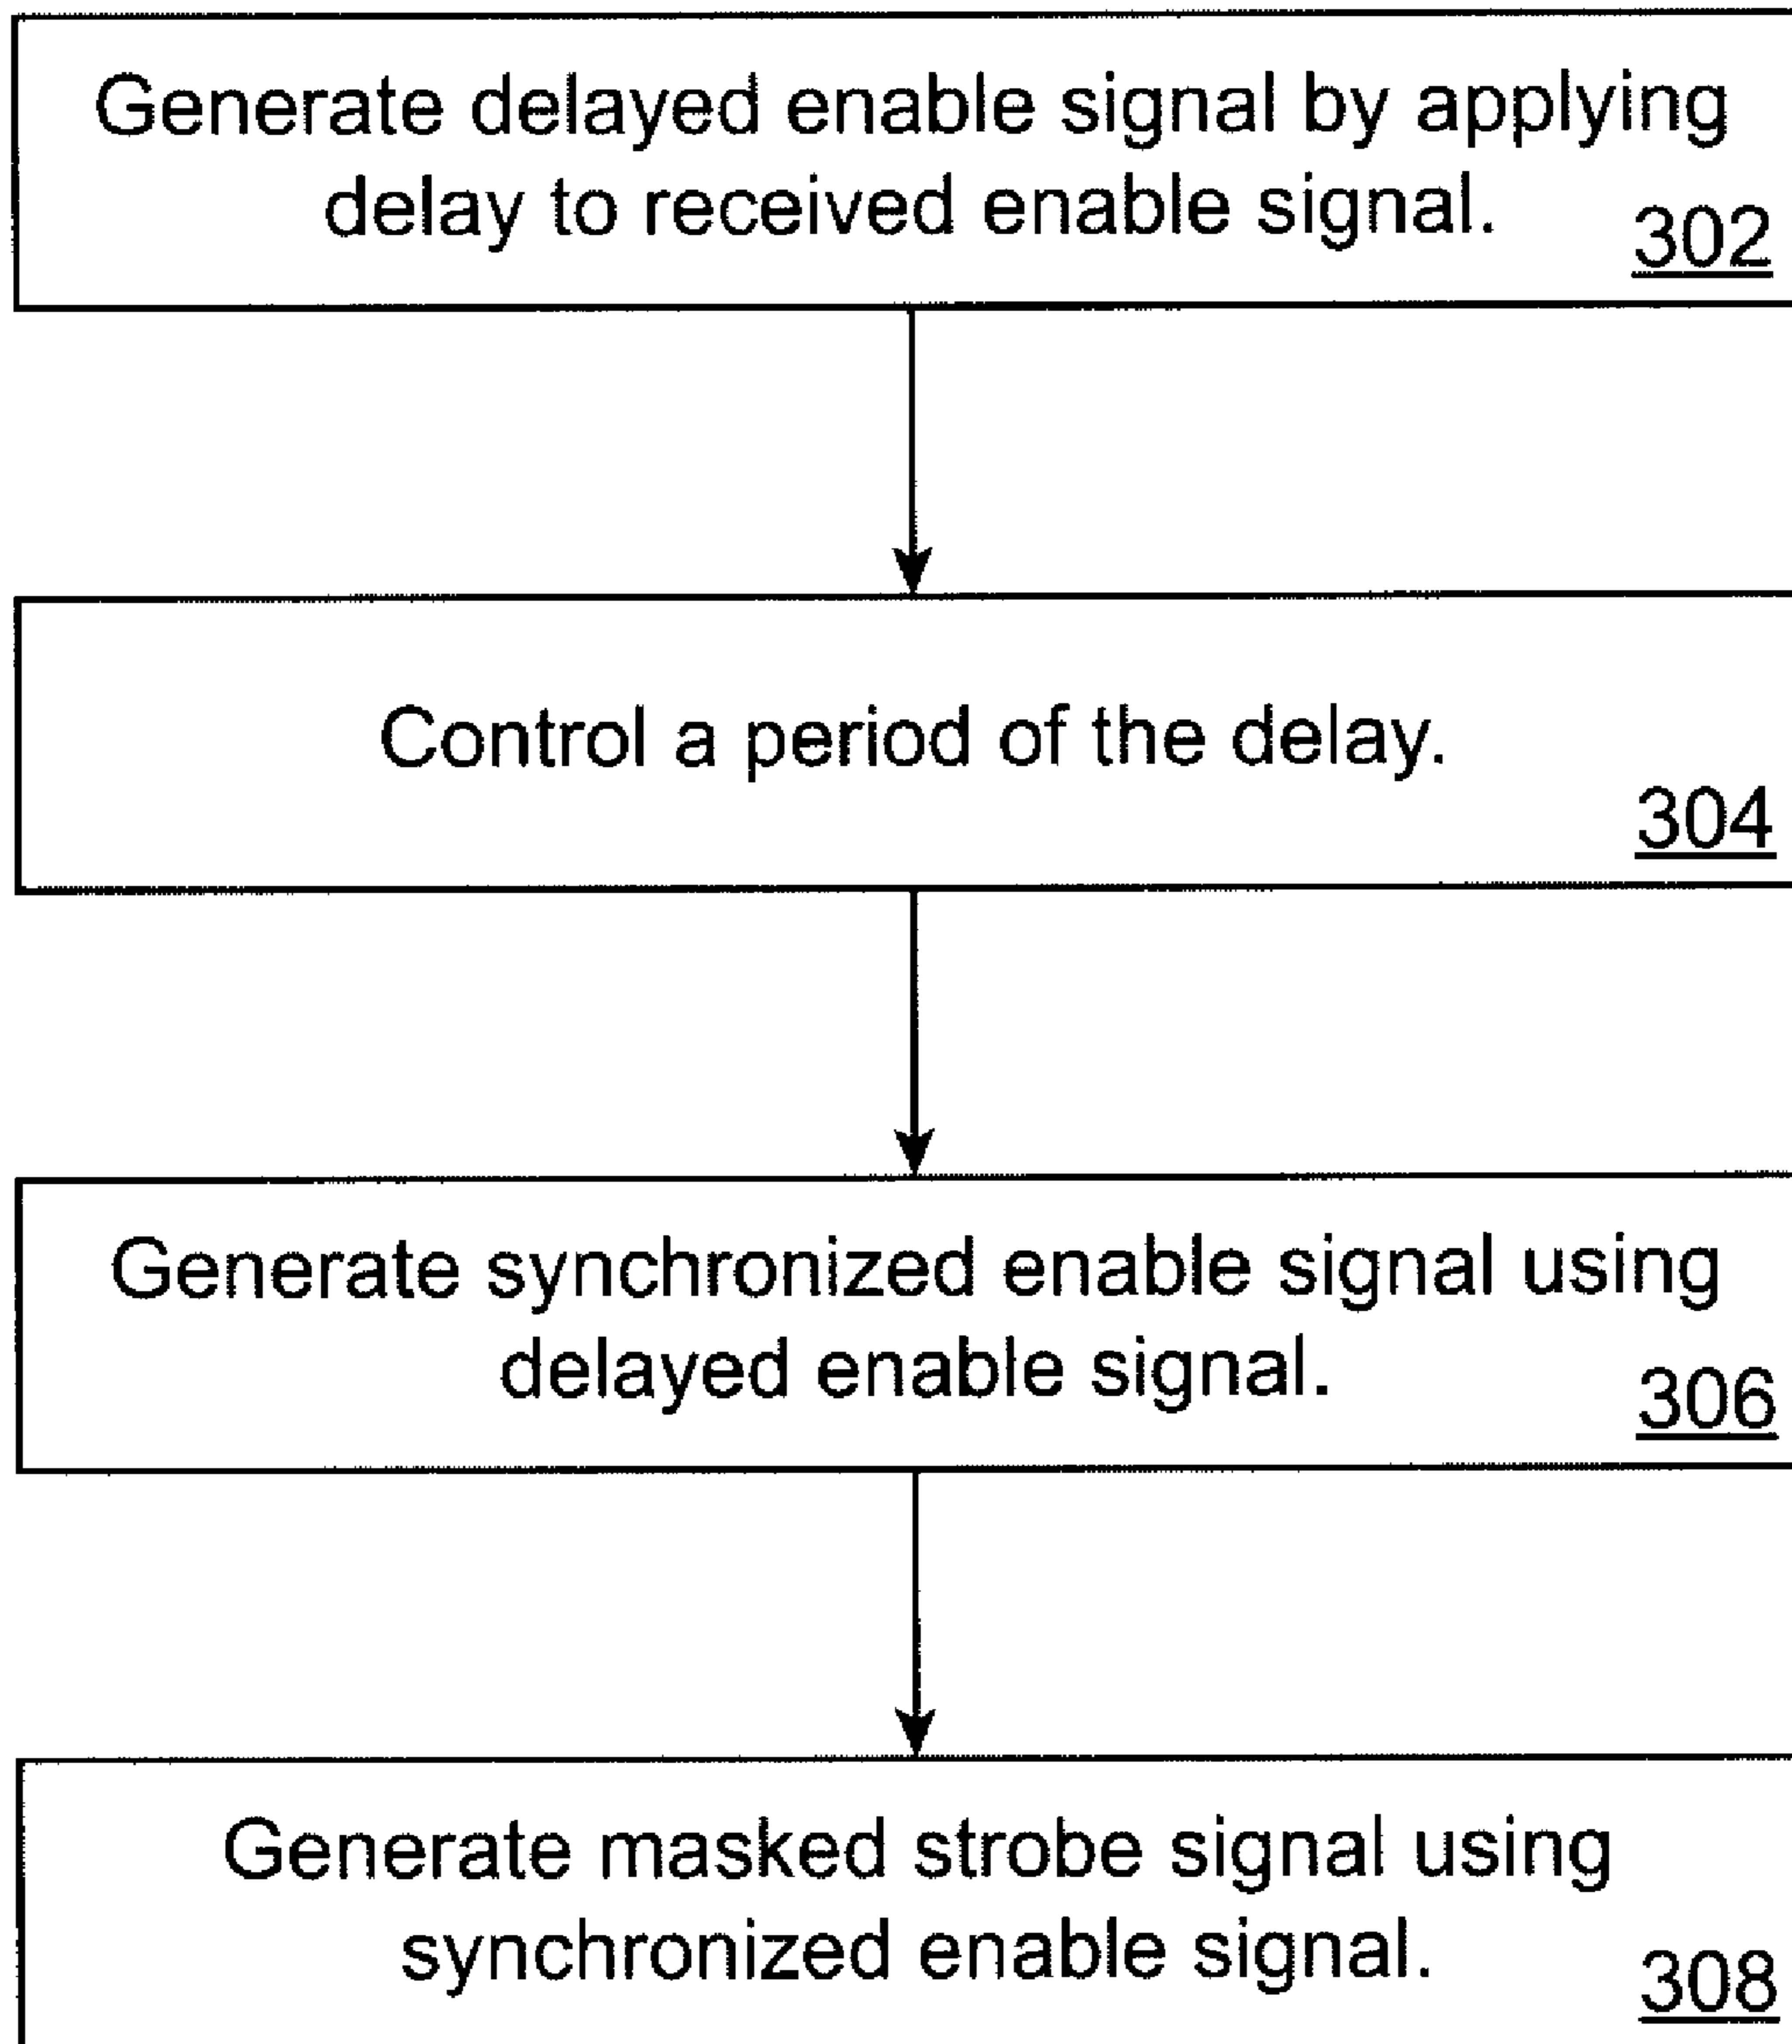 Generate delayed enable signal by applying
delay to received enable signal.
302
Control a period of the delay.
304
Generate synchronized enable signal using
delayed enable signal.
306
Generate masked strobe signal using
synchronized enable signal.
308